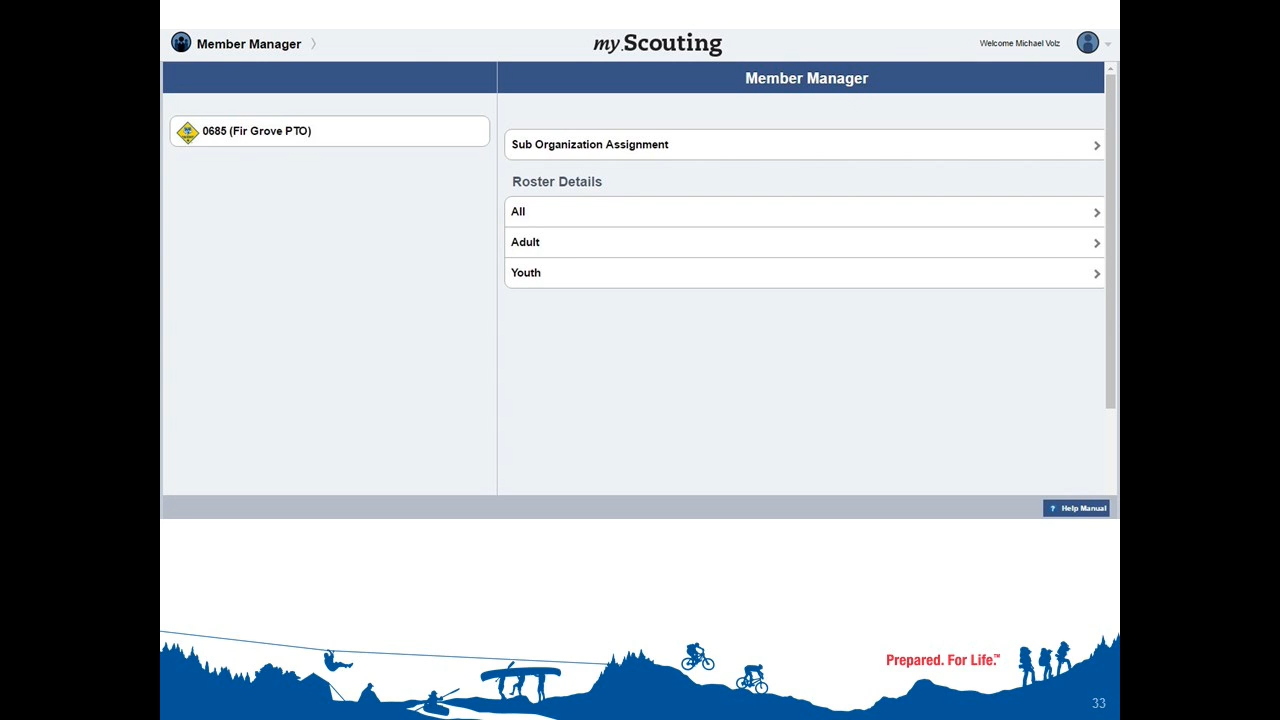 Member Manager
my.Scouting
Welcome Michael Volz
Member Manager
0685 (Fir Grove PTO)
Sub Organization Assignment
Roster Details
All
Adult
Youth
? Help Manual
Prepared. For Life.™
33